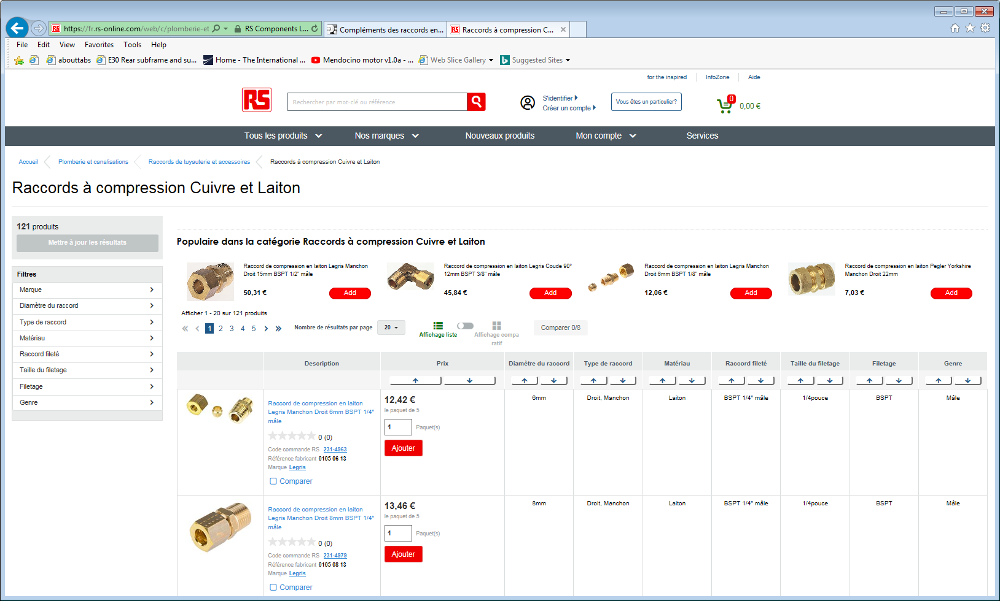 https://fr.rs-online.com/web/c/plomberie-et
RS Components L...
Compléments des raccords en...
Raccords à compression C...
File Edit View Favorites Tools Help
abouttabs
E30 Rear subframe and su...
Home - The International ...
Mendocino motor v1.0a - ...
Web Slice Gallery
Suggested Sites
for the inspired
InfoZone
Aide
RS
Rechercher par mot-clé ou référence
S'identifier
Créer un compte
Vous êtes un particulier?
0
0,00 €
Tous les produits
Nos marques
Nouveaux produits
Mon compte
Services
Accueil
Plomberie et canalisations
Raccords de tuyauterie et accessoires
Raccords à compression Cuivre et Laiton
Raccords à compression Cuivre et Laiton
121 produits
Mettre à jour les résultats
Filtres
Marque
Diamètre du raccord
Type de raccord
Matériau
Raccord fileté
Taille du filetage
Filetage
Genre
Populaire dans la catégorie Raccords à compression Cuivre et Laiton
Raccord de compression en laiton Legris Manchon
Droit 15mm BSPT 1/2" mâle
50,31 €
Add
Raccord de compression en laiton Legris Coude 90°
12mm BSPT 3/8" mâle
45,84 €
Add
Raccord de compression en laiton Legris Manchon
Droit 6mm BSPT 1/8" mâle
12,06 €
Add
Raccord de compression en laiton Pegler Yorkshire
Manchon Droit 22mm
7,03 €
Add
Afficher 1 - 20 sur 121 produits
1 2 3 4 5
Nombre de résultats par page
20
Affichage liste
Affichage compa
ratif
Comparer 0/8
Description
Prix
Diamètre du raccord
Type de raccord
Matériau
Raccord fileté
Taille du filetage
Filetage
Genre
Raccord de compression en laiton
Legris Manchon Droit 6mm BSPT 1/4"
mâle
0 (0)
Code commande RS 231-4963
Référence fabricant 0105 06 13
Marque Legris
Comparer
12,42 €
le paquet de 5
1
Paquet(s)
Ajouter
6mm
Droit, Manchon
Laiton
BSPT 1/4" mâle
1/4pouce
BSPT
Mâle
Raccord de compression en laiton
Legris Manchon Droit 8mm BSPT 1/4"
mâle
0 (0)
Code commande RS 231-4979
Référence fabricant 0105 08 13
Marque Legris
Comparer
13,46 €
le paquet de 5
1
Paquet(s)
Ajouter
8mm
Droit, Manchon
Laiton
BSPT 1/4" mâle
1/4pouce
BSPT
Mâle